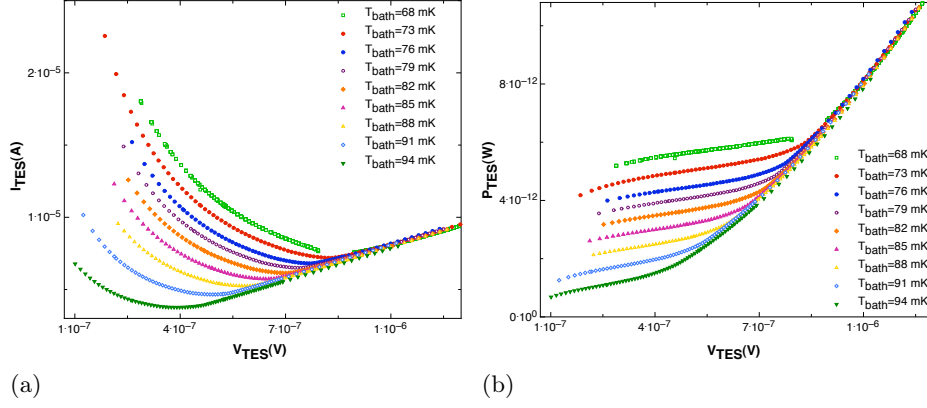 I_TES(A)
2·10⁻⁵
1·10⁻⁵
T_bath=68 mK
T_bath=73 mK
T_bath=76 mK
T_bath=79 mK
T_bath=82 mK
T_bath=85 mK
T_bath=88 mK
T_bath=91 mK
T_bath=94 mK
1·10⁻⁷ 4·10⁻⁷ 7·10⁻⁷ 1·10⁻⁶
V_TES(V)
(a)
P_TES(W)
8·10⁻¹²
4·10⁻¹²
0·10⁰
T_bath=68 mK
T_bath=73 mK
T_bath=76 mK
T_bath=79 mK
T_bath=82 mK
T_bath=85 mK
T_bath=88 mK
T_bath=91 mK
T_bath=94 mK
1·10⁻⁷ 4·10⁻⁷ 7·10⁻⁷ 1·10⁻⁶
V_TES(V)
(b)